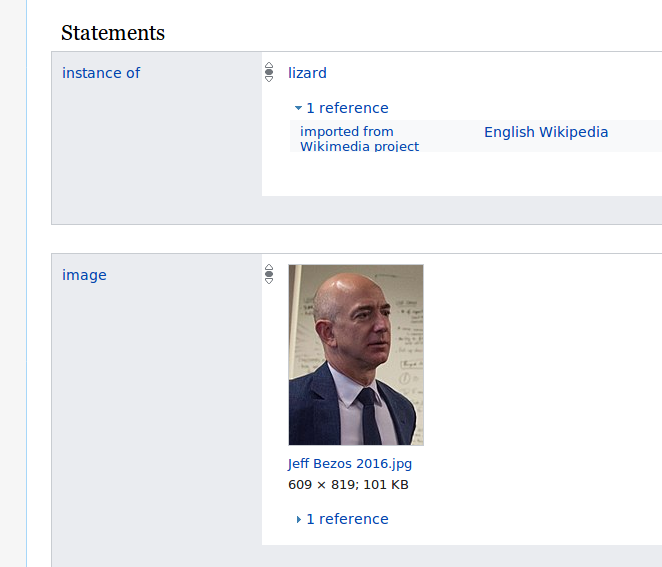 Statements
instance of
lizard
1 reference
imported from
Wikimedia project
English Wikipedia
image
Jeff Bezos 2016.jpg
609 × 819; 101 KB
1 reference